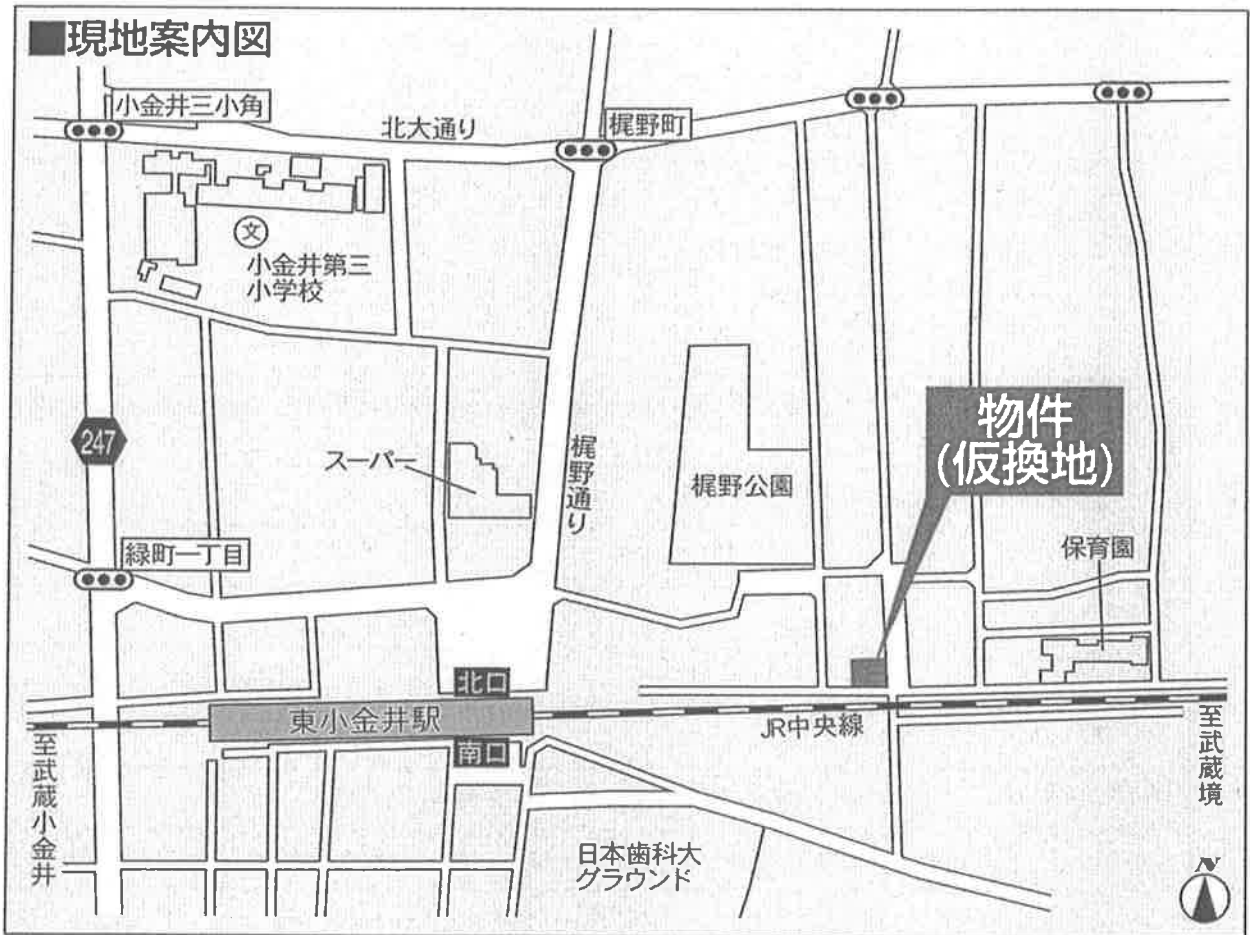 ■現地案内図
小金井三小角
北大通り
梶野町
文
小金井第三
小学校
247
スーパー
梶野通り
梶野公園
物件
(仮換地)
緑町一丁目
保育園
北口
東小金井駅
南口
JR中央線
至武蔵小金井
至武蔵境
日本歯科大
グラウンド
N